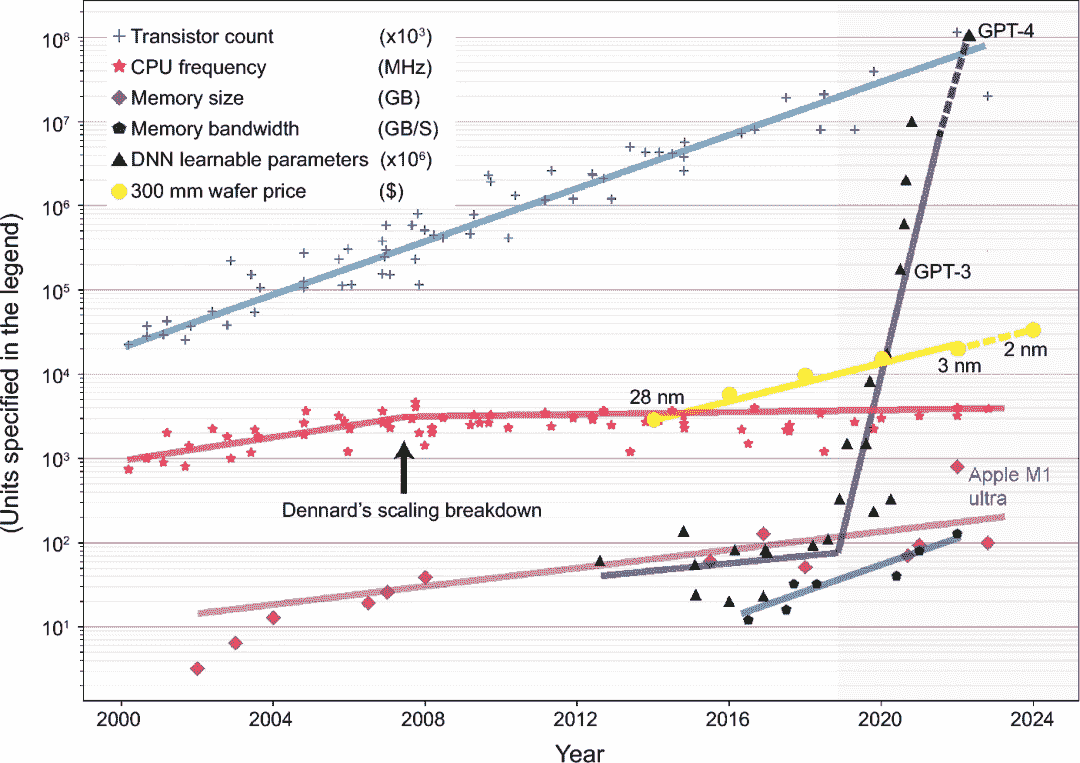 (Units specified in the legend)
10⁸
10⁷
10⁶
10⁵
10⁴
10³
10²
10¹
Transistor count (x10³)
CPU frequency (MHz)
Memory size (GB)
Memory bandwidth (GB/S)
DNN learnable parameters (x10⁶)
300 mm wafer price ($)
GPT-4
GPT-3
2 nm
3 nm
28 nm
Dennard's scaling breakdown
Apple M1
ultra
2000 2004 2008 2012 2016 2020 2024
Year